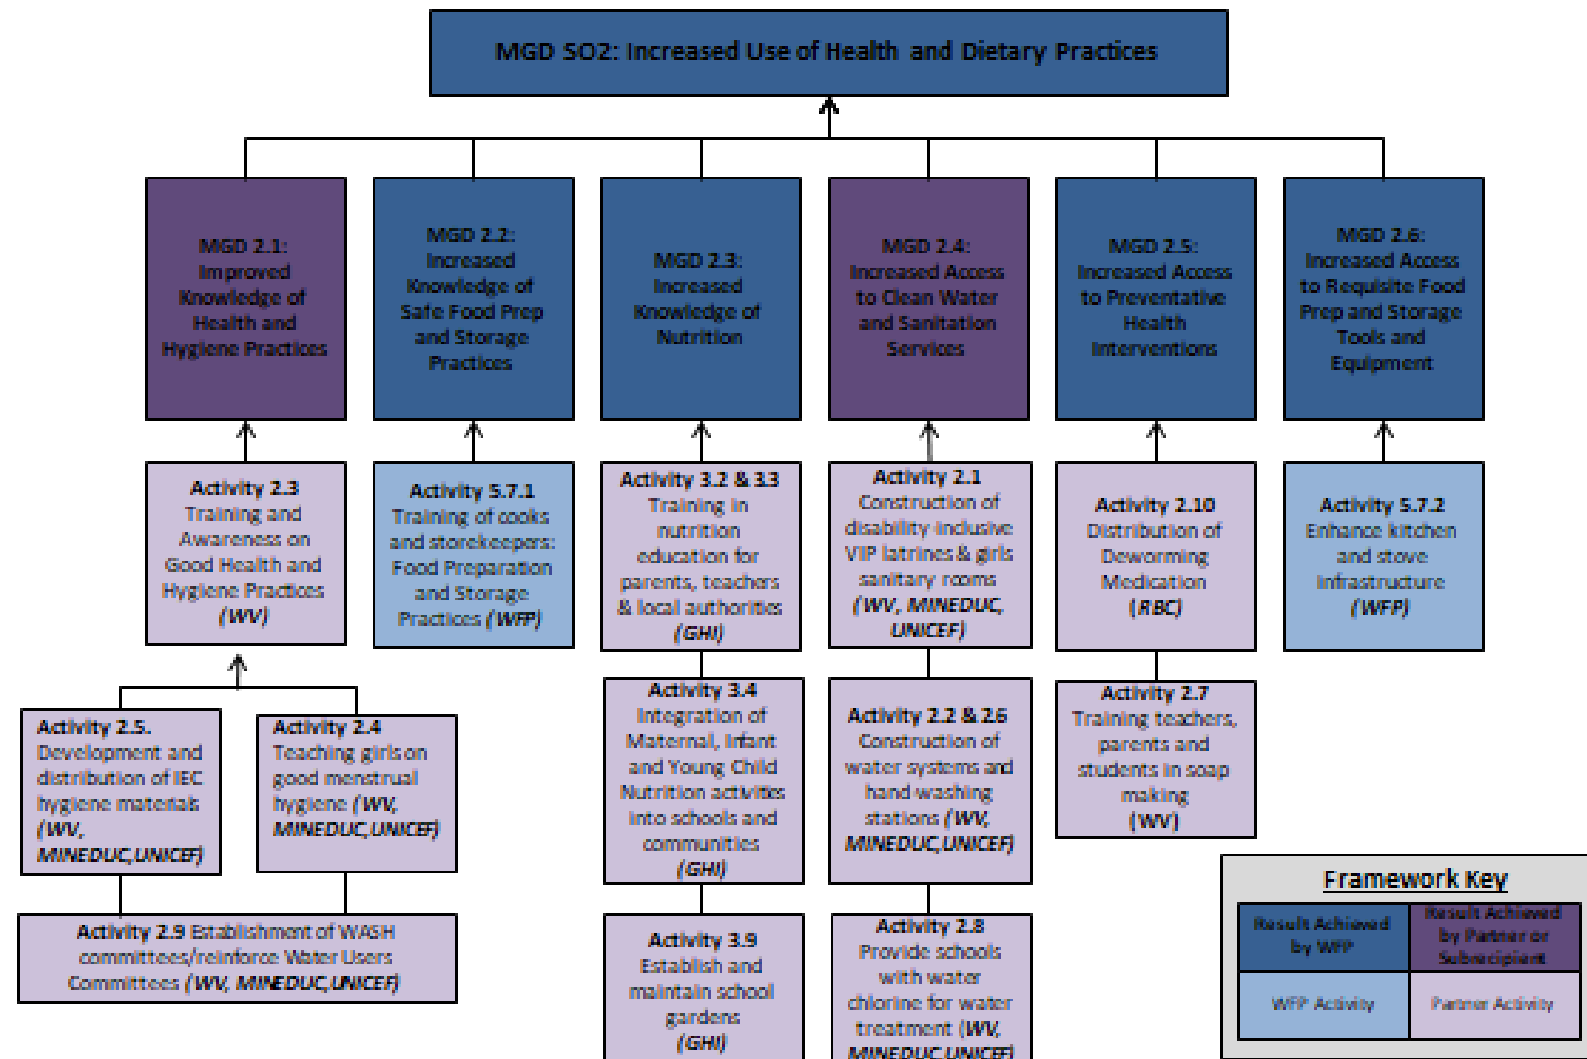 MGD SO2: Increased Use of Health and Dietary Practices
MGD 2.1:
Improved
Knowledge of
Health and
Hygiene Practices
MGD 2.2:
Increased
Knowledge of
Safe Food Prep
and Storage
Practices
MGD 2.3:
Increased
Knowledge of
Nutrition
MGD 2.4:
Increased Access
to Clean Water
and Sanitation
Services
MGD 2.5:
Increased Access
to Preventative
Health
Interventions
MGD 2.6:
Increased Access
to Requisite Food
Prep and Storage
Tools and
Equipment
Activity 2.3
Training and
Awareness on
Good Health and
Hygiene Practices
(WV)
Activity 5.7.1
Training of cooks
and storekeepers:
Food Preparation
and Storage
Practices (WFP)
Activity 3.2 & 3.3
Training in
nutrition
education for
parents, teachers
& local authorities
(GHI)
Activity 2.1
Construction of
disability-inclusive
VIP latrines & girls
sanitary rooms
(WV, MINEDUC,
UNICEF)
Activity 2.10
Distribution of
Deworming
Medication
(RBC)
Activity 5.7.2
Enhance kitchen
and stove
infrastructure
(WFP)
Activity 2.5.
Development and
distribution of IEC
hygiene materials
(WV,
MINEDUC,UNICEF)
Activity 2.4
Teaching girls on
good menstrual
hygiene (WV,
MINEDUC,UNICEF)
Activity 3.4
Integration of
Maternal, Infant
and Young Child
Nutrition activities
into schools and
communities
(GHI)
Activity 2.2 & 2.6
Construction of
water systems and
hand-washing
stations (WV,
MINEDUC,UNICEF)
Activity 2.7
Training teachers,
parents and
students in soap
making
(WV)
Activity 2.9 Establishment of WASH
committees/reinforce Water Users
Committees (WV, MINEDUC,UNICEF)
Activity 3.9
Establish and
maintain school
gardens
(GHI)
Activity 2.8
Provide schools
with water
chlorine for water
treatment (WV,
MINEDUC,UNICEF)
Framework Key
Result Achieved
by WFP
Result Achieved
by Partner or
Subrecipient
WFP Activity
Partner Activity